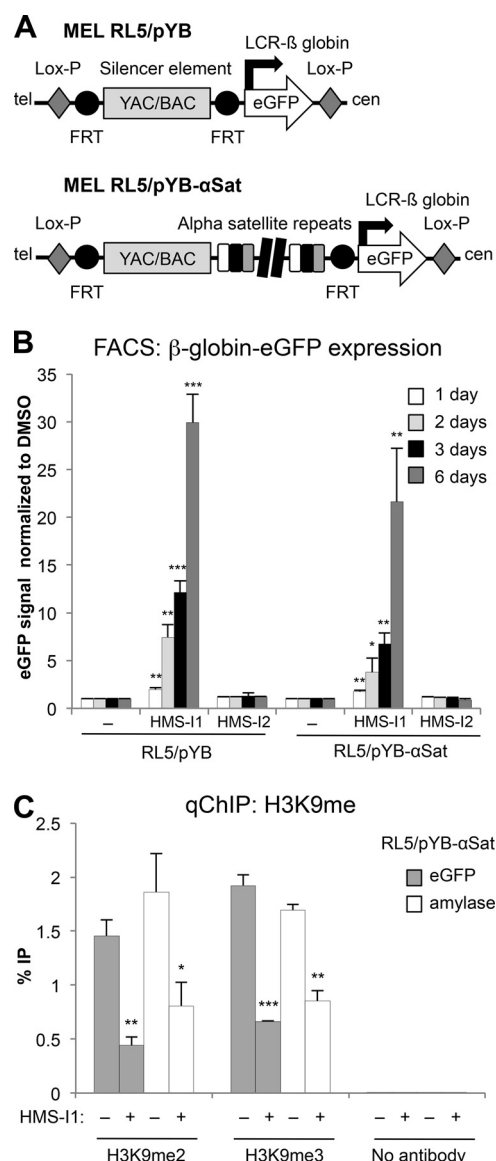 A
MEL RL5/pYB
LCR-ß globin
Lox-P Silencer element Lox-P
tel YAC/BAC eGFP cen
FRT FRT
MEL RL5/pYB-αSat
LCR-ß globin
Lox-P Alpha satellite repeats Lox-P
tel YAC/BAC eGFP cen
FRT FRT
B
FACS: β-globin-eGFP expression
eGFP signal normalized to DMSO
35
30
25
20
15
10
5
0
1 day
2 days
3 days
6 days
** ** *** ***
** * ** **
– HMS-I1 HMS-I2 – HMS-I1 HMS-I2
RL5/pYB RL5/pYB-αSat
C
qChIP: H3K9me
% IP
2.5
2
1.5
1
0.5
0
RL5/pYB-αSat
eGFP
amylase
** * *** **
HMS-I1: – + – + – + – + – + – +
H3K9me2 H3K9me3 No antibody